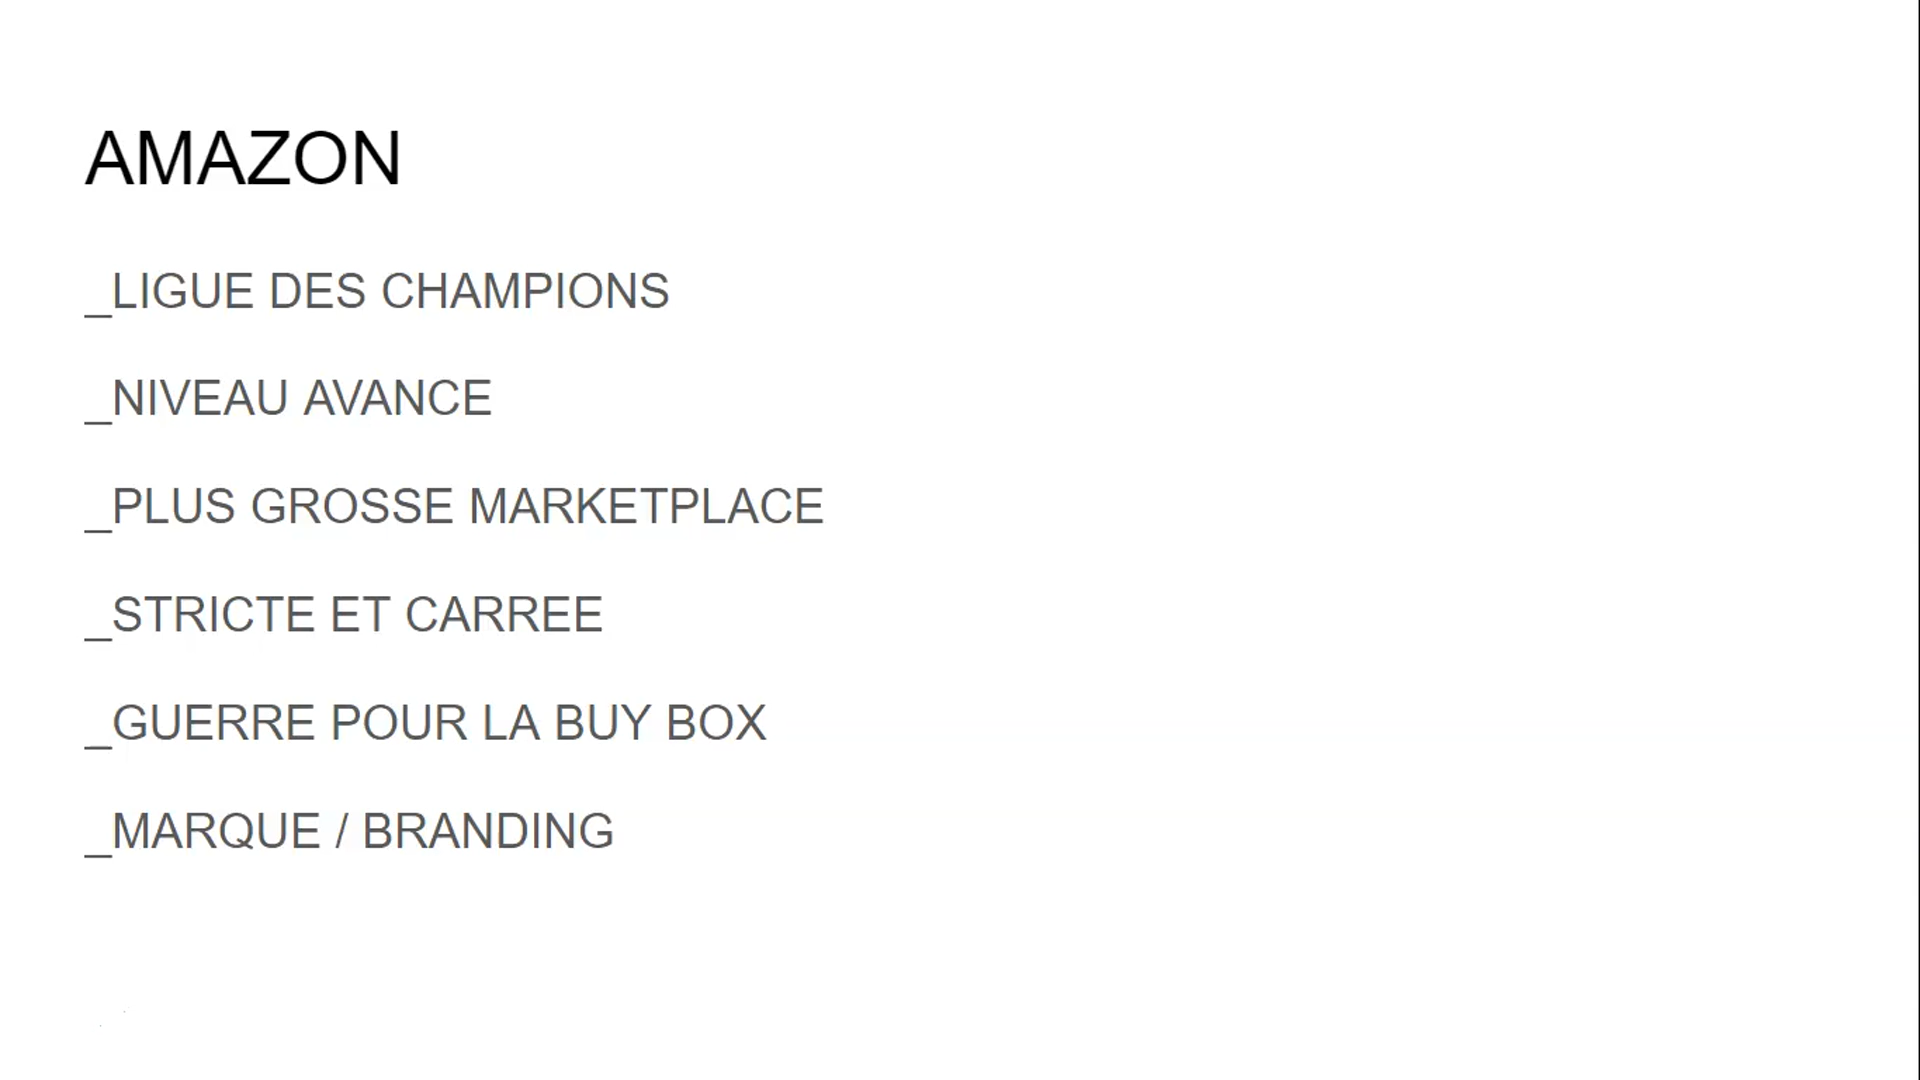 AMAZON
_LIGUE DES CHAMPIONS
_NIVEAU AVANCE
_PLUS GROSSE MARKETPLACE
_STRICTE ET CARREE
_GUERRE POUR LA BUY BOX
_MARQUE / BRANDING